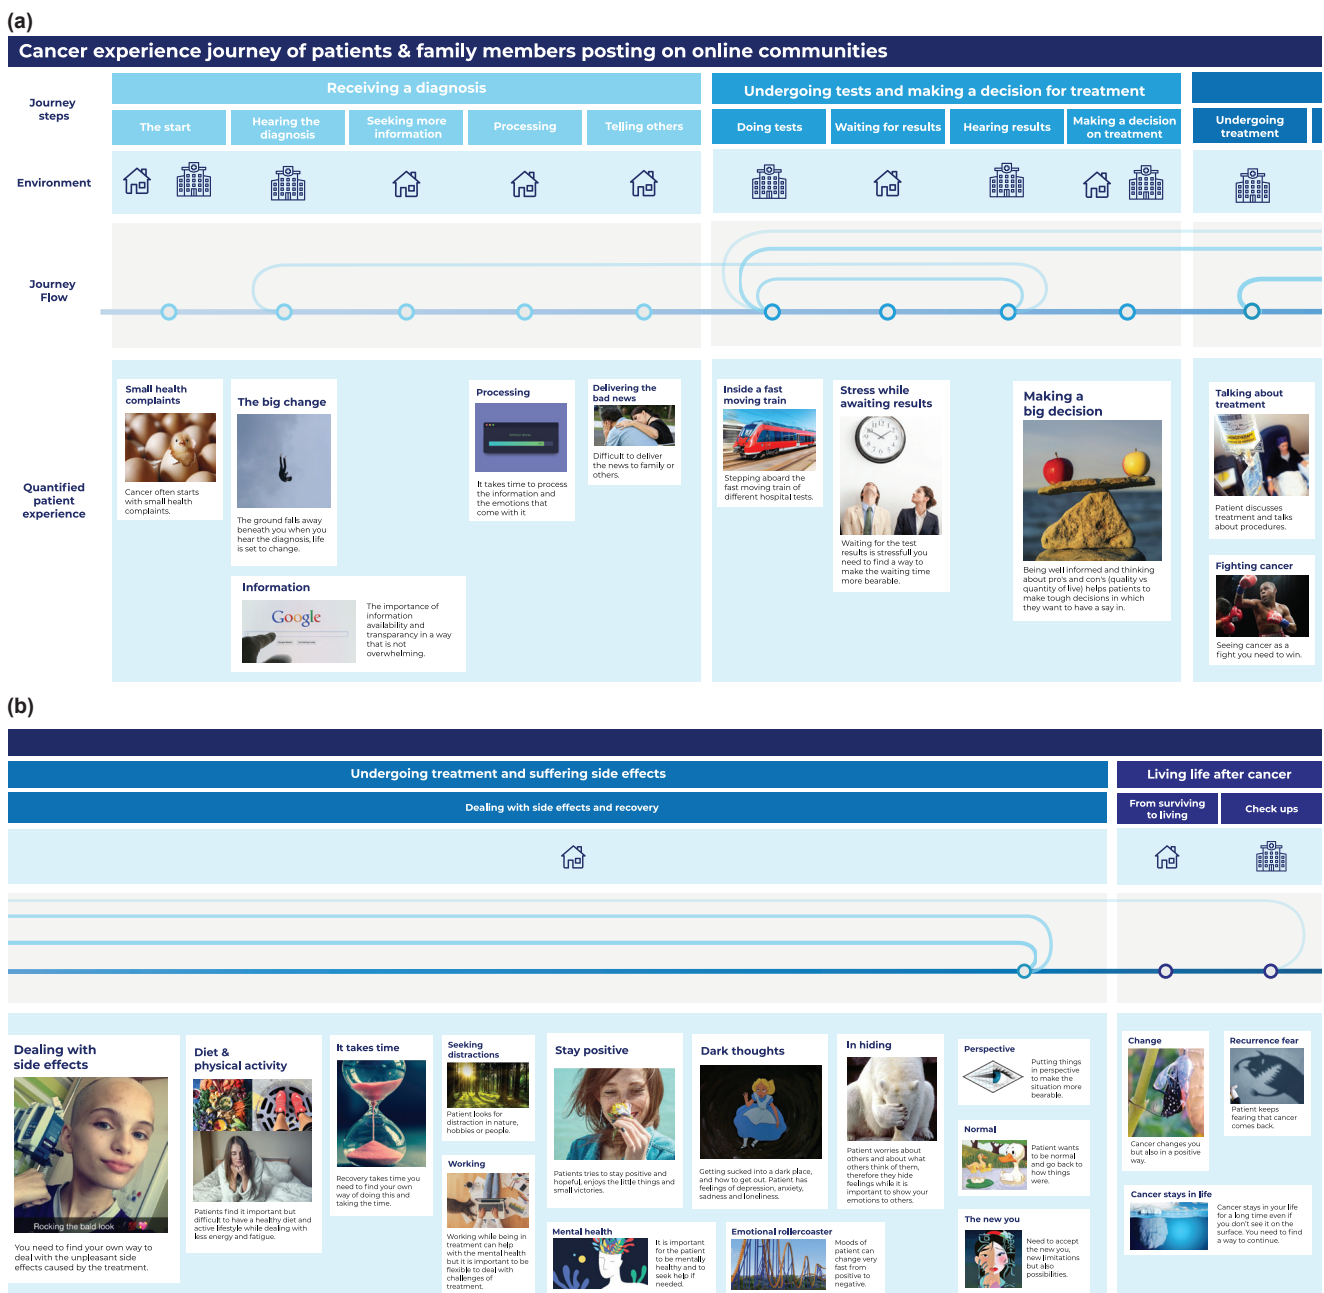 (a)
Cancer experience journey of patients & family members posting on online communities
Journey
steps
Receiving a diagnosis
Undergoing tests and making a decision for treatment
The start
Hearing the
diagnosis
Seeking more
information
Processing
Telling others
Doing tests
Waiting for results
Hearing results
Making a decision
on treatment
Undergoing
treatment
Environment
Journey
Flow
Quantified
patient
experience
Small health
complaints
Cancer often starts
with small health
complaints.
The big change
The ground falls away
beneath you when you
hear the diagnosis, life
is set to change.
Information
Google
The importance of
information
availability and
transparency in a way
that is not
overwhelming.
Processing
It takes time to process
the information and
the emotions that
come with it
Delivering the
bad news
Difficult to deliver
the news to family or
others.
Inside a fast
moving train
Stepping aboard the
fast moving train of
different hospital tests.
Stress while
awaiting results
Waiting for the test
results is stressfull you
need to find a way to
make the waiting time
more bearable.
Making a
big decision
Being well informed and thinking
about pro's and con's (quality vs
quantity of live) helps patients to
make tough decisions in which
they want to have a say in.
Talking about
treatment
Patient discusses
treatment and talks
about procedures.
Fighting cancer
Seeing cancer as a
fight you need to win.
(b)
Undergoing treatment and suffering side effects
Living life after cancer
Dealing with side effects and recovery
From surviving
to living
Check ups
Dealing with
side effects
Rocking the bald look
You need to find your own way to
deal with the unpleasant side
effects caused by the treatment.
Diet &
physical activity
Patients find it important but
difficult to have a healthy diet and
active lifestyle while dealing with
less energy and fatigue.
It takes time
Recovery takes time you
need to find your own
way of doing this and
taking the time.
Seeking
distractions
Patient looks for
distraction in nature,
hobbies or people.
Working
Working while being in
treatment can help
with the mental health
but it is important to be
flexible to deal with
challenges of
treatment.
Stay positive
Patients tries to stay positive and
hopeful, enjoys the little things and
small victories.
Mental health
It is important
for the patient
to be mentally
healthy and to
seek help if
needed.
Dark thoughts
Getting sucked into a dark place,
and how to get out. Patient has
feelings of depression, anxiety,
sadness and loneliness.
Emotional rollercoaster
Moods of
patient can
change very
fast from
positive to
negative.
In hiding
Patient worries about
others and about what
others think of them,
therefore they hide
feelings while it is
important to show your
emotions to others.
Perspective
Putting things
in perspective
to make the
situation more
bearable.
Normal
Patient wants
to be normal
and go back to
how things
were.
The new you
Need to accept
the new you,
new limitations
but also
possibilities.
Change
Cancer changes you
but also in a positive
way.
Recurrence fear
Patient keeps
fearing that cancer
comes back.
Cancer stays in life
Cancer stays in your life
for a long time even if
you don't see it on the
surface. You need to find
a way to continue.